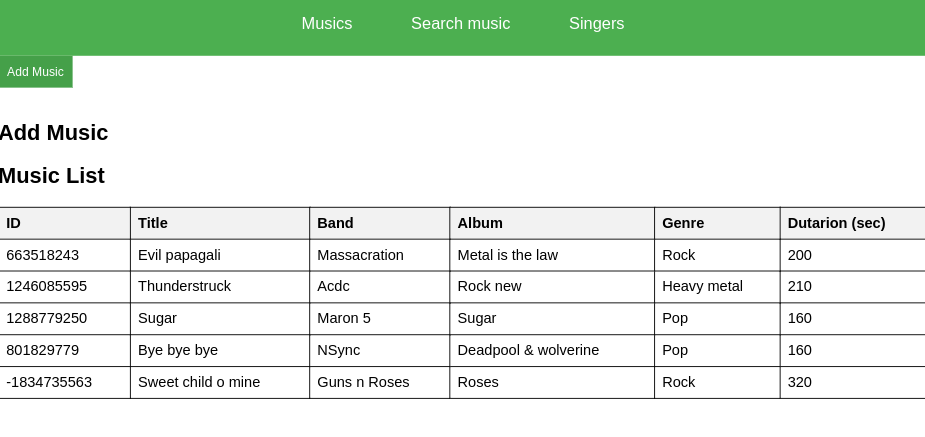 Musics Search music Singers
Add Music
Add Music
Music List
ID Title Band Album Genre Dutarion (sec)
663518243 Evil papagali Massacration Metal is the law Rock 200
1246085595 Thunderstruck Acdc Rock new Heavy metal 210
1288779250 Sugar Maron 5 Sugar Pop 160
801829779 Bye bye bye NSync Deadpool & wolverine Pop 160
-1834735563 Sweet child o mine Guns n Roses Roses Rock 320